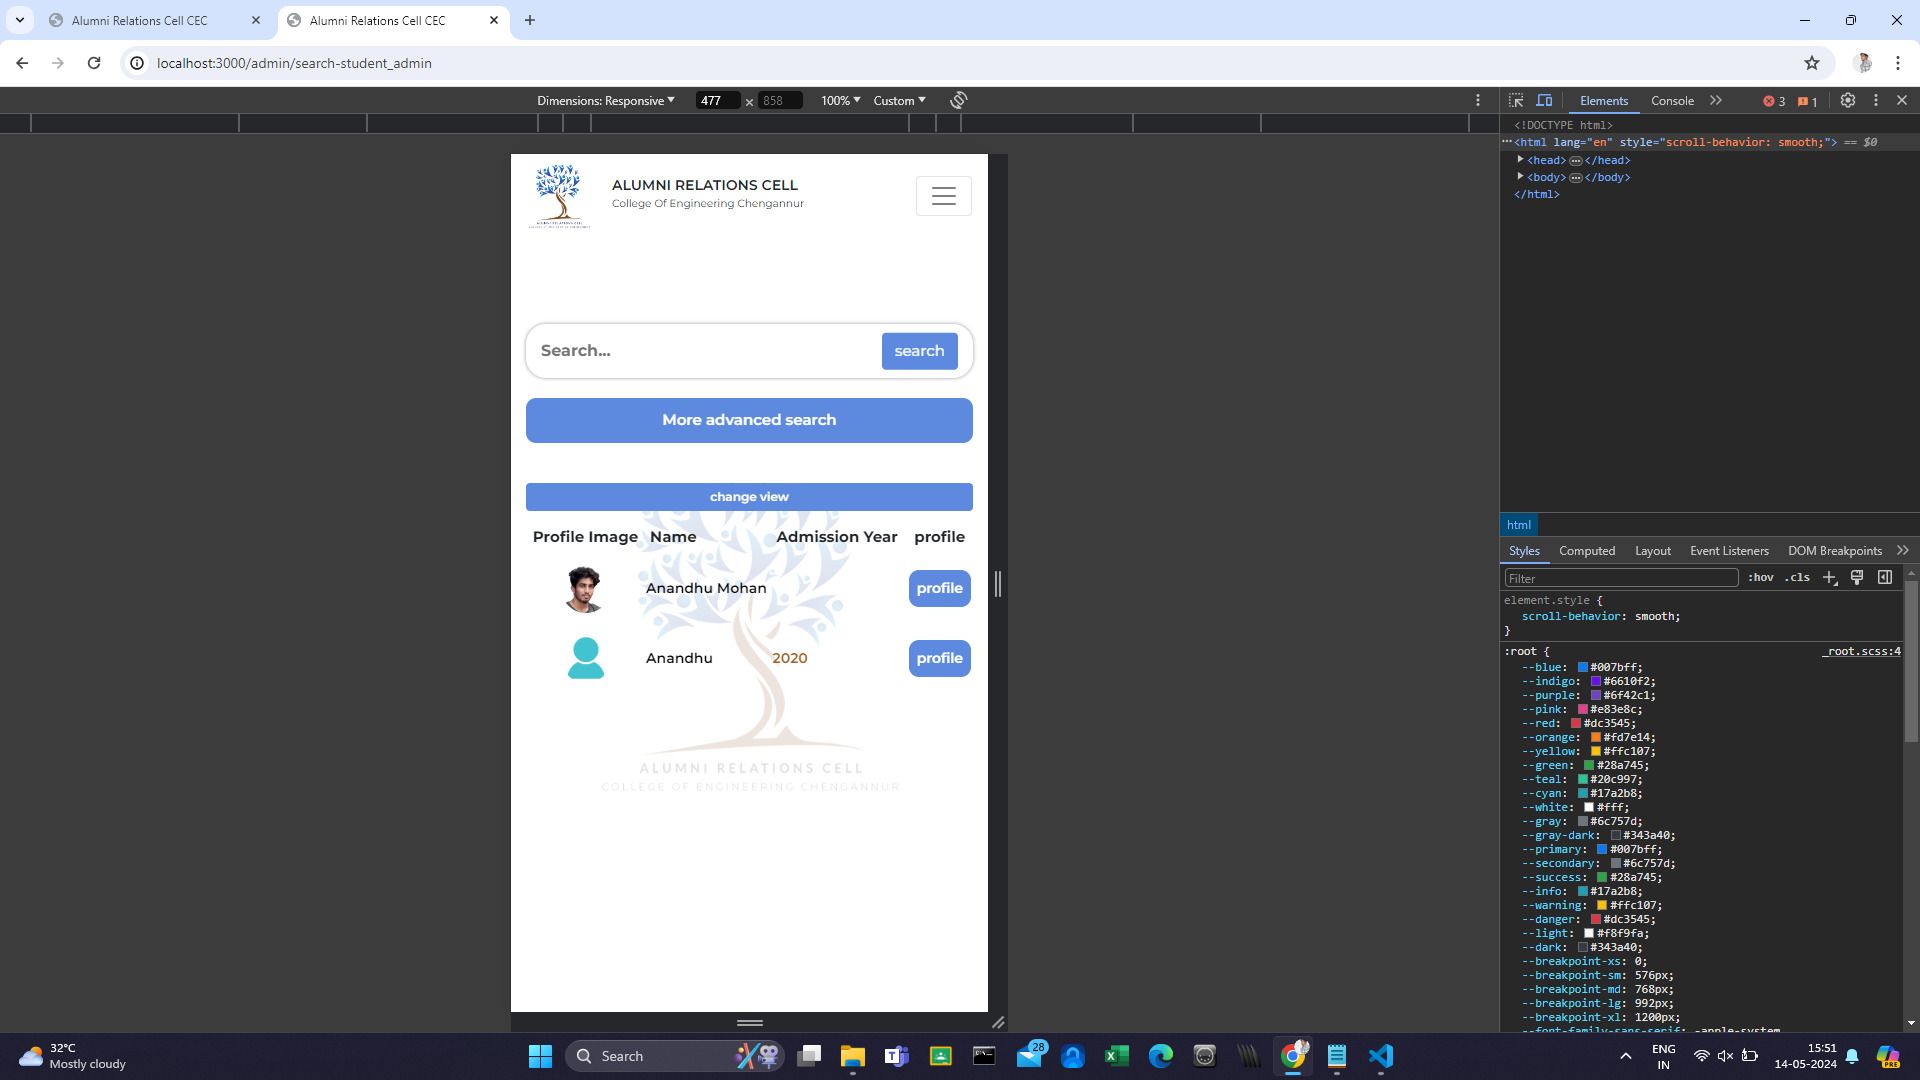 Alumni Relations Cell CEC
Alumni Relations Cell CEC
localhost:3000/admin/search-student_admin
Dimensions: Responsive 477 × 858 100% Custom
Elements Console 3 1
<!DOCTYPE html>
<html lang="en" style="scroll-behavior: smooth;"> == $0
<head> </head>
<body> </body>
</html>
ALUMNI RELATIONS CELL
College Of Engineering Chengannur
Search...
search
More advanced search
change view
Profile Image Name Admission Year profile
Anandhu Mohan profile
Anandhu 2020 profile
ALUMNI RELATIONS CELL
COLLEGE OF ENGINEERING CHENGANNUR
html
Styles Computed Layout Event Listeners DOM Breakpoints
Filter :hov .cls
element.style {
scroll-behavior: smooth;
}
:root { _root.scss:4
--blue: #007bff;
--indigo: #6610f2;
--purple: #6f42c1;
--pink: #e83e8c;
--red: #dc3545;
--orange: #fd7e14;
--yellow: #ffc107;
--green: #28a745;
--teal: #20c997;
--cyan: #17a2b8;
--white: #fff;
--gray: #6c757d;
--gray-dark: #343a40;
--primary: #007bff;
--secondary: #6c757d;
--success: #28a745;
--info: #17a2b8;
--warning: #ffc107;
--danger: #dc3545;
--light: #f8f9fa;
--dark: #343a40;
--breakpoint-xs: 0;
--breakpoint-sm: 576px;
--breakpoint-md: 768px;
--breakpoint-lg: 992px;
--breakpoint-xl: 1200px;
--font-family-sans-serif: -apple-system,
32°C
Mostly cloudy
Search
28
ENG
IN
15:51
14-05-2024
PRE